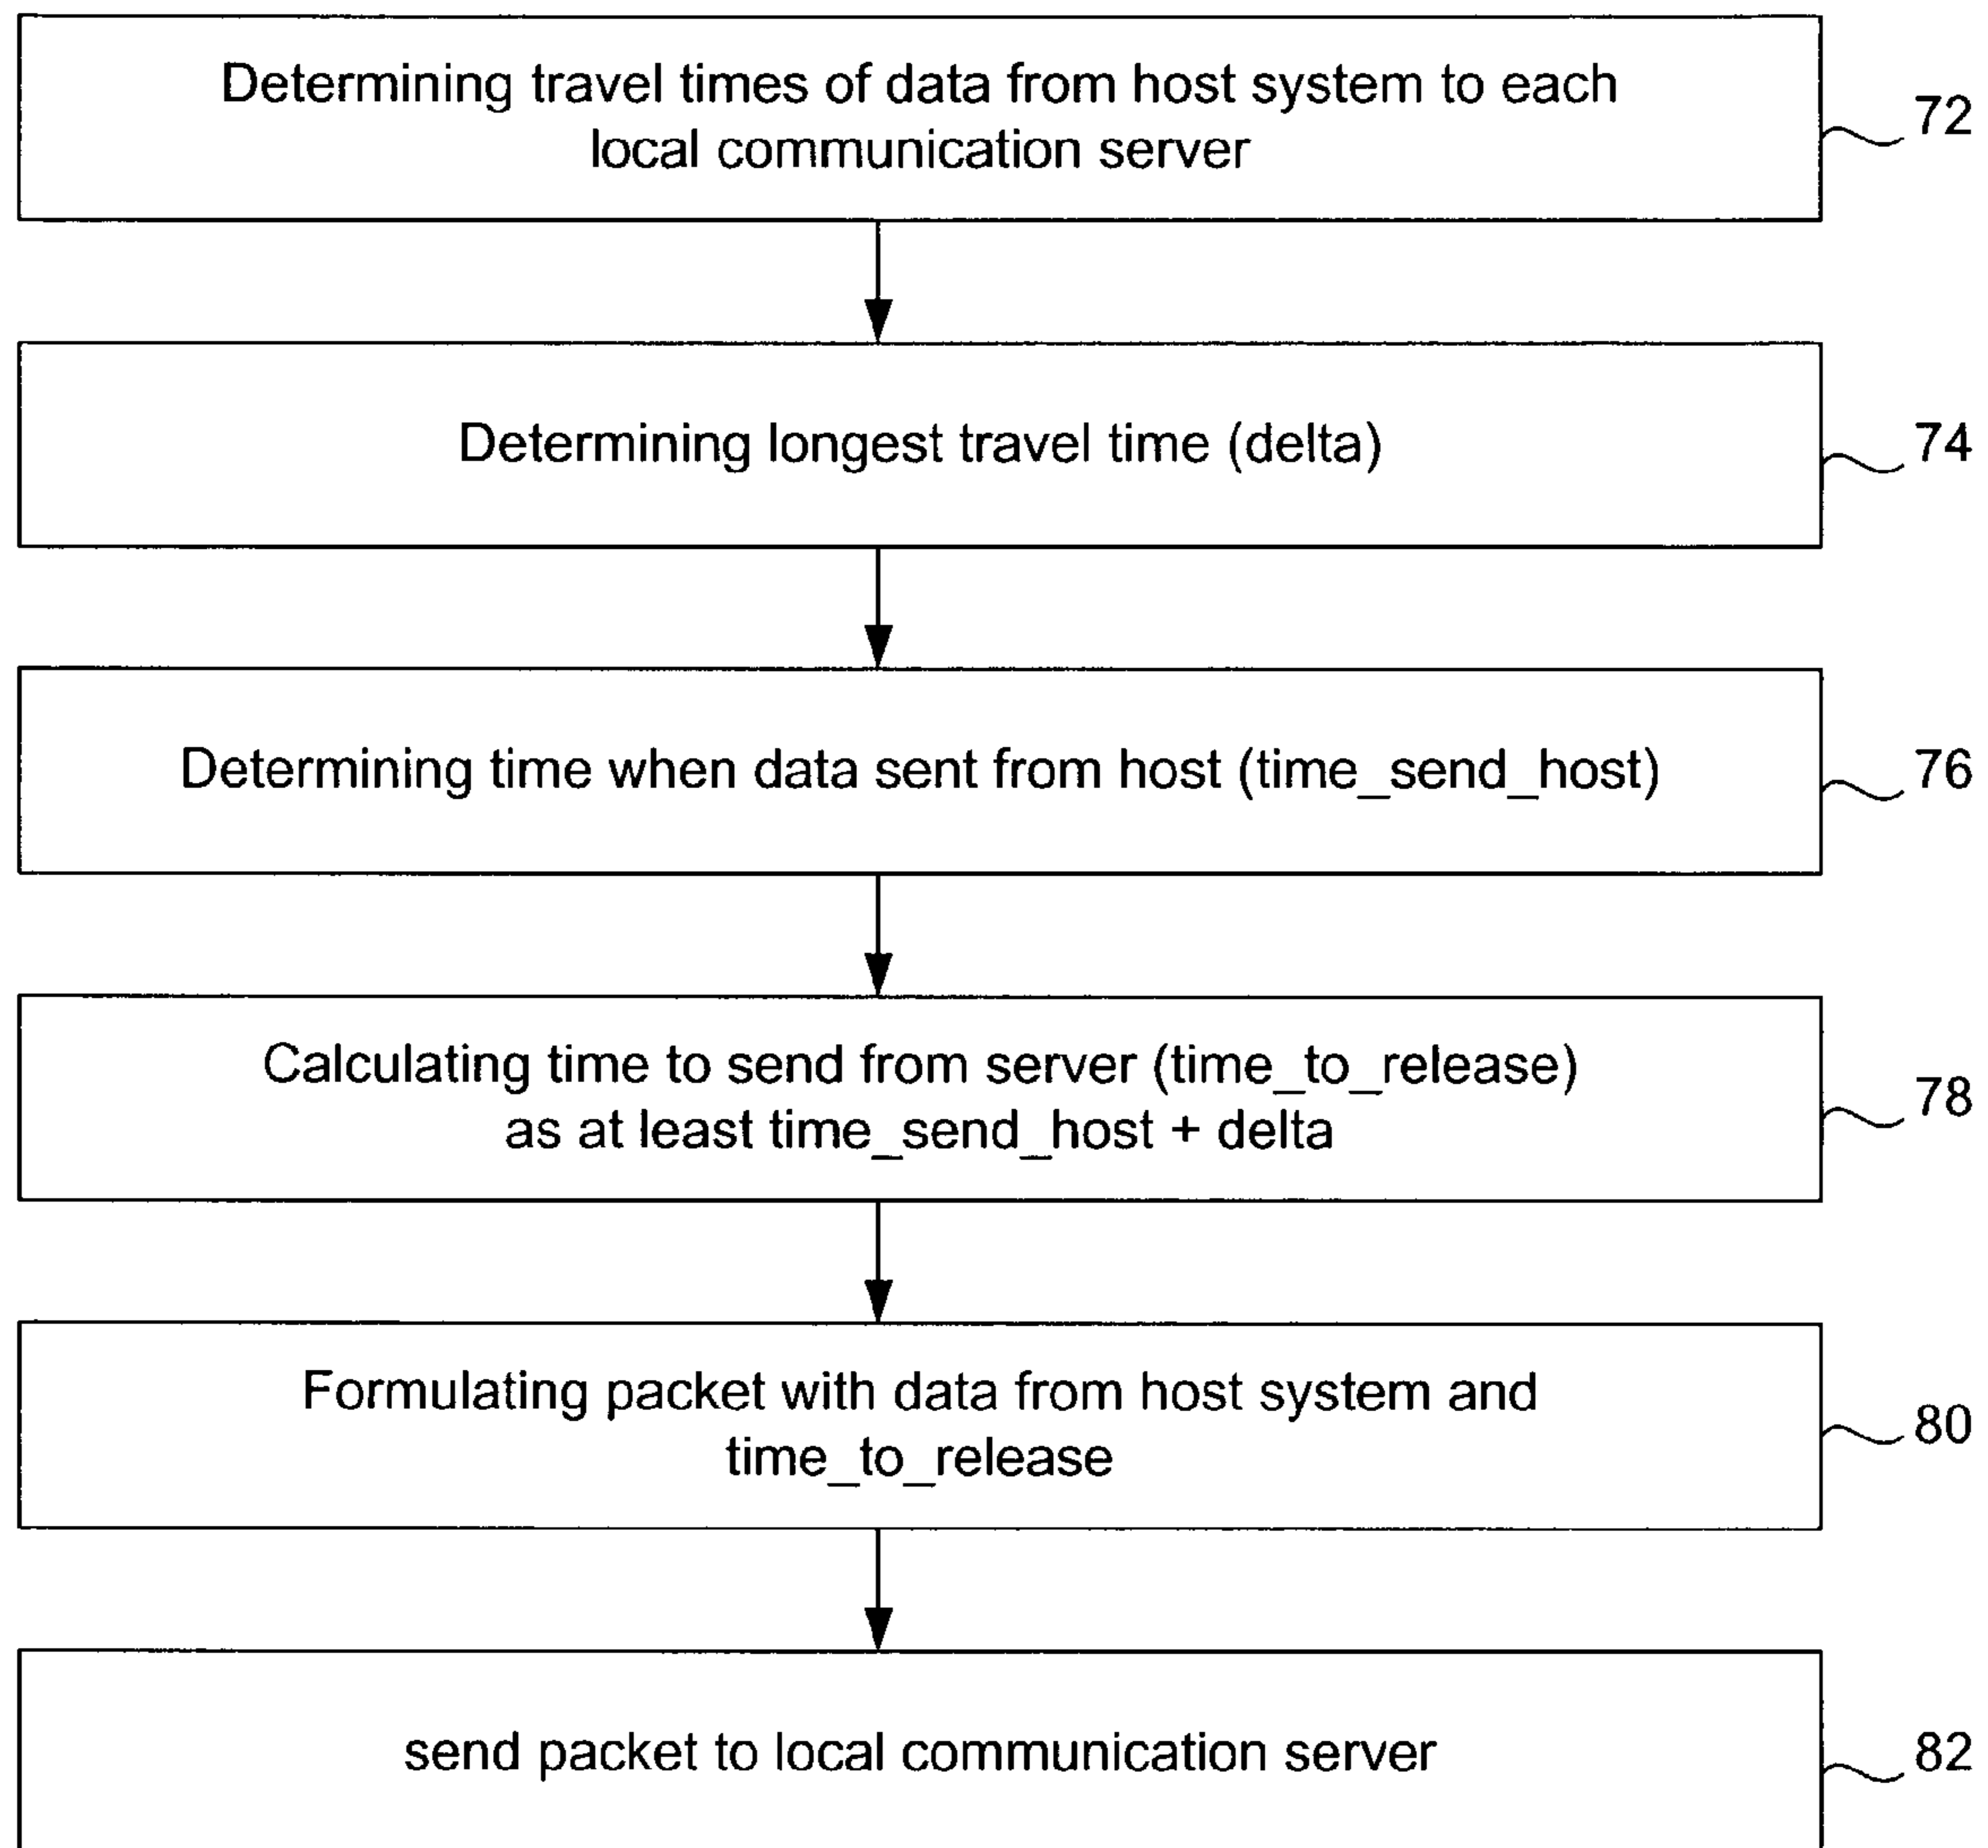 Determining travel times of data from host system to each
local communication server
72
Determining longest travel time (delta)
74
Determining time when data sent from host (time_send_host)
76
Calculating time to send from server (time_to_release)
as at least time_send_host + delta
78
Formulating packet with data from host system and
time_to_release
80
send packet to local communication server
82